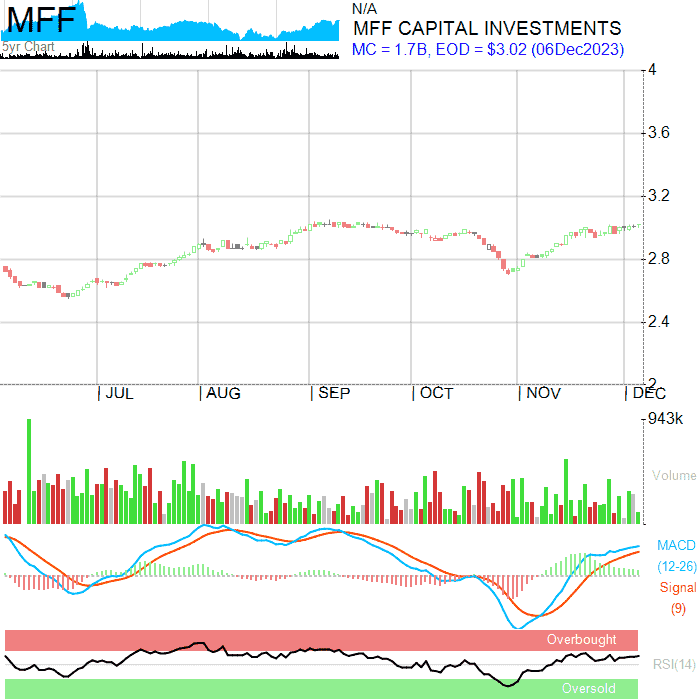 MFF
5yr Chart
N/A
MFF CAPITAL INVESTMENTS
MC = 1.7B, EOD = $3.02 (06Dec2023)
4
3.6
3.2
2.8
2.4
2
| JUL | AUG | SEP | OCT | NOV | DEC
943k
Volume
MACD
(12-26)
Signal
(9)
Overbought
RSI(14)
Oversold